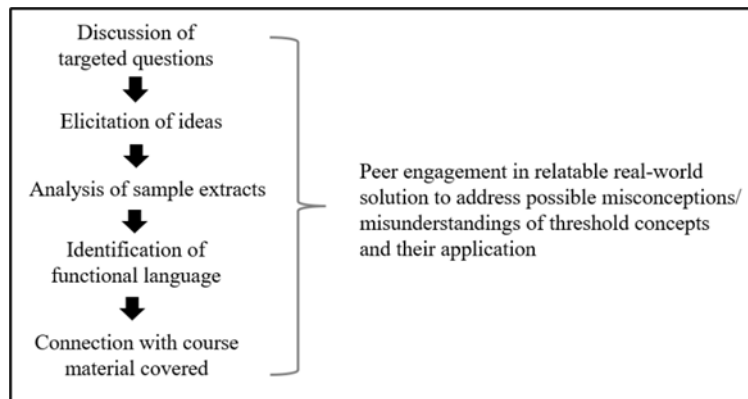 Discussion of
targeted questions
Elicitation of ideas
Analysis of sample extracts
Identification of
functional language
Connection with course
material covered
Peer engagement in relatable real-world
solution to address possible misconceptions/
misunderstandings of threshold concepts
and their application